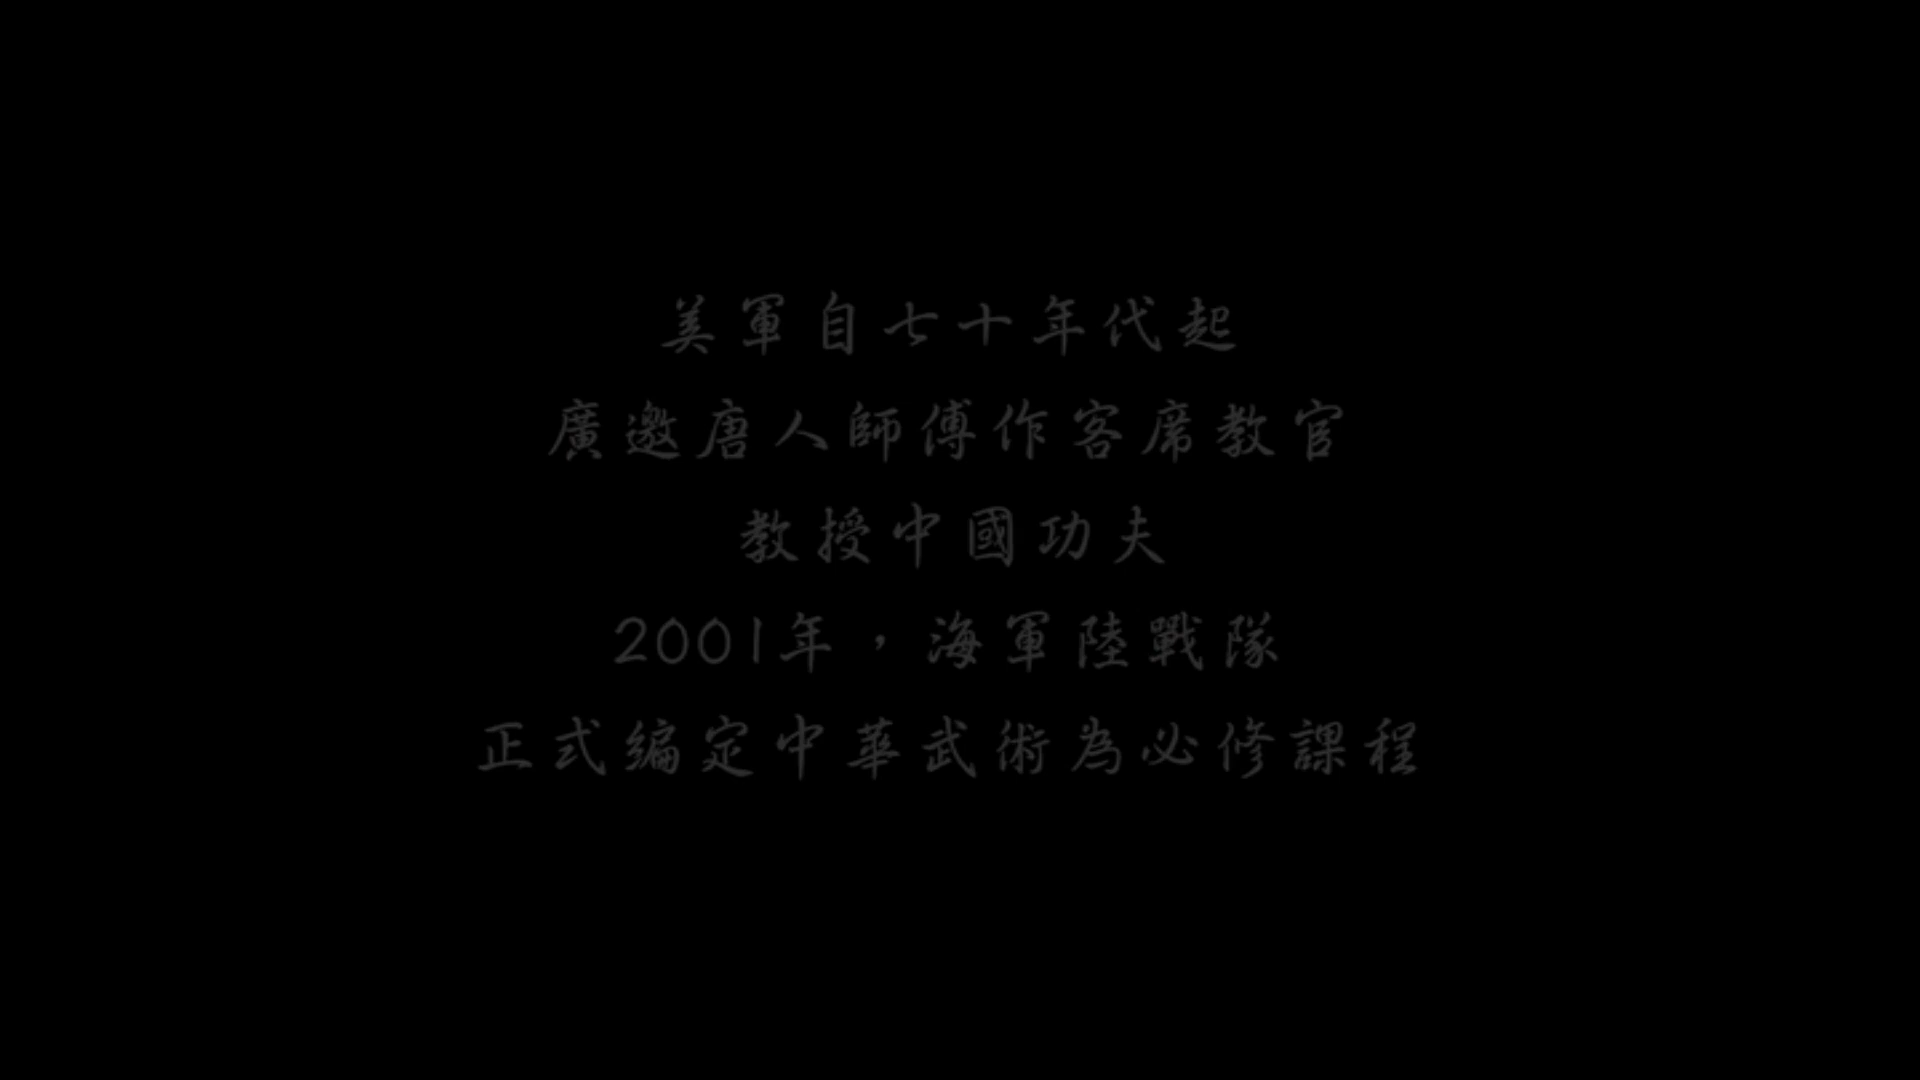 美軍自七十年代起
廣邀唐人師傅作客席教官
教授中國功夫
2001年，海軍陸戰隊
正式編定中華武術為必修課程